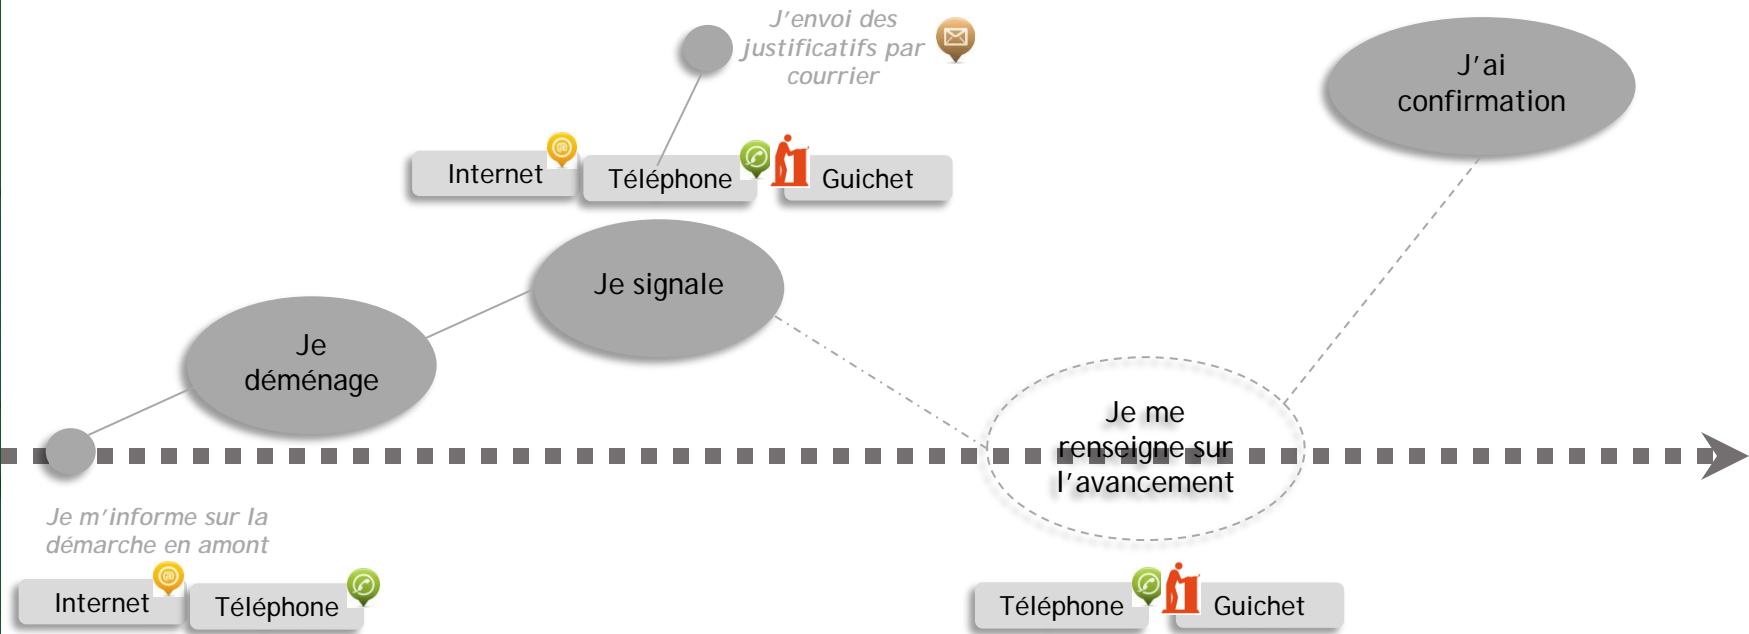 J'envoi des
justificatifs par
courrier
J'ai
confirmation
Internet
Téléphone
Guichet
Je signale
Je
déménage
Je me
renseigne sur
l'avancement
Je m'informe sur la
démarche en amont
Internet
Téléphone
Téléphone
Guichet